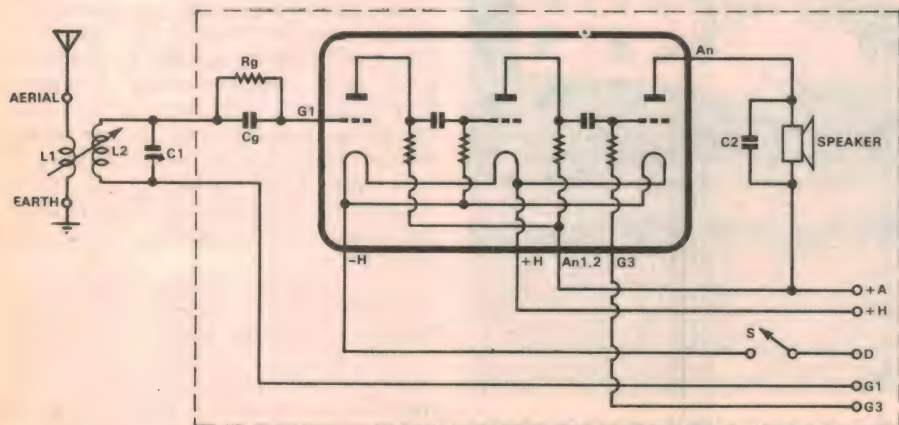 An
Rg
AERIAL
G1
Cg
L1
L2
C1
C2
SPEAKER
EARTH
-H
+H
An1,2
G3
+A
+H
S
D
G1
G3